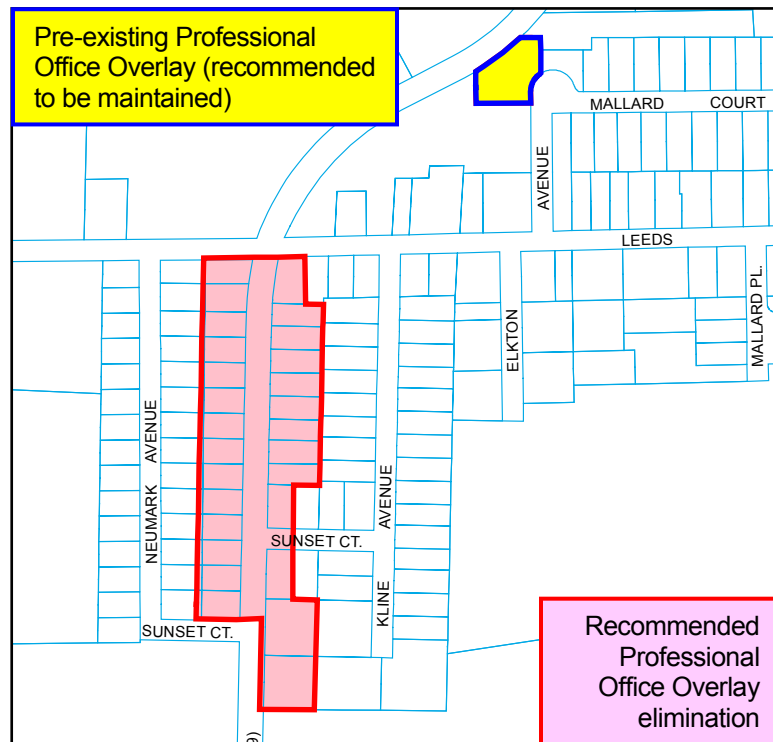 Pre-existing Professional
Office Overlay (recommended
to be maintained)
MALLARD COURT
AVENUE
LEEDS
MALLARD PL.
ELKTON
NEUMARK AVENUE
KLINE AVENUE
SUNSET CT.
SUNSET CT.
Recommended
Professional
Office Overlay
elimination
9)